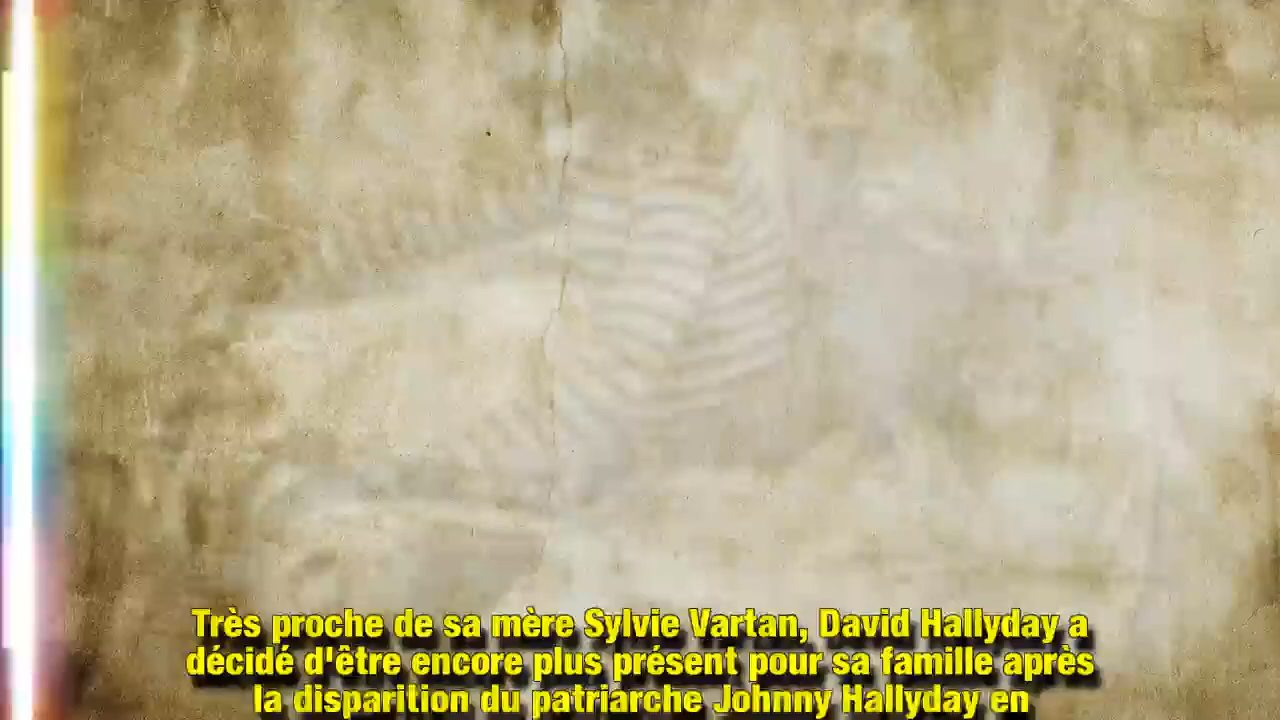 Très proche de sa mère Sylvie Vartan, David Hallyday a
décidé d'être encore plus présent pour sa famille après
la disparition du patriarche Johnny Hallyday en